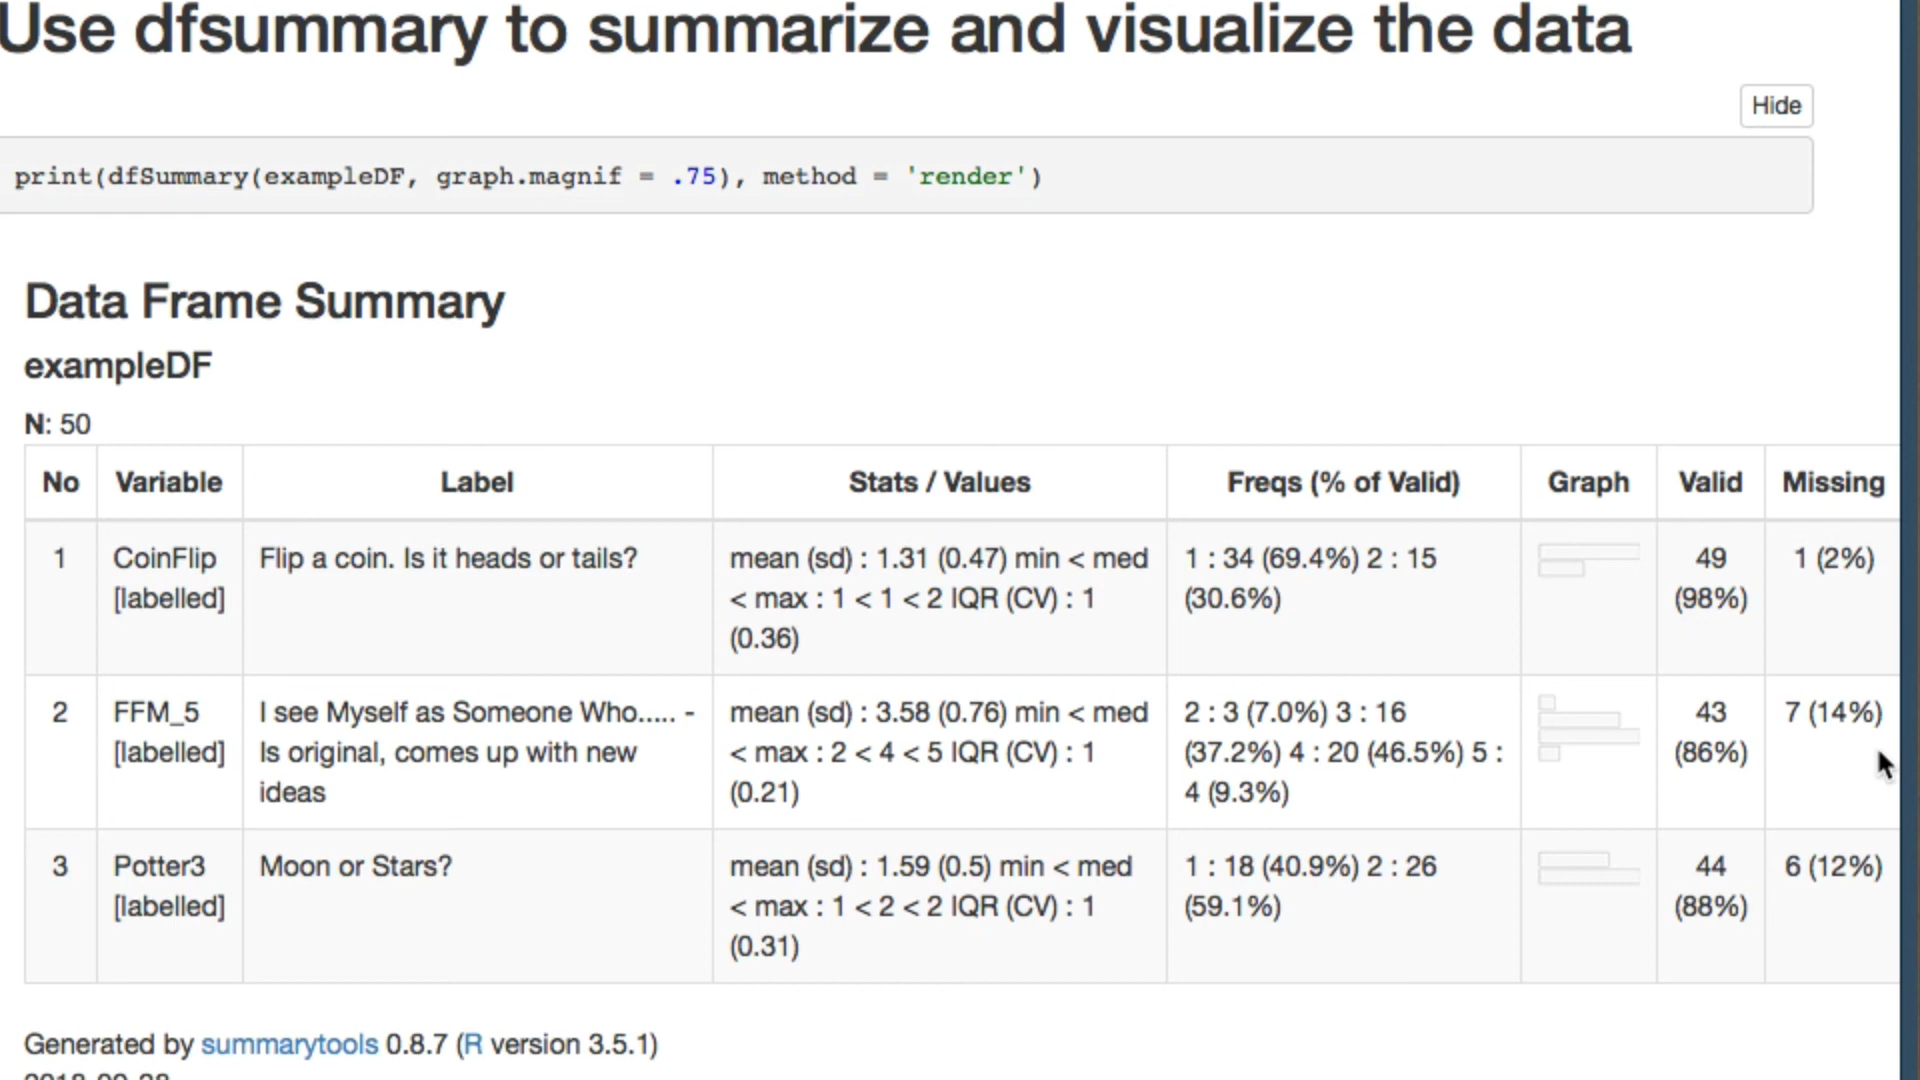 Use dfsummary to summarize and visualize the data
Hide
print(dfSummary(exampleDF, graph.magnif = .75), method = 'render')
Data Frame Summary
exampleDF
N: 50
No Variable Label Stats / Values Freqs (% of Valid) Graph Valid Missing
1 CoinFlip Flip a coin. Is it heads or tails? mean (sd) : 1.31 (0.47) min < med 1 : 34 (69.4%) 2 : 15 49 1 (2%)
[labelled] < max : 1 < 1 < 2 IQR (CV) : 1 (30.6%) (98%)
(0.36)
2 FFM_5 I see Myself as Someone Who..... - mean (sd) : 3.58 (0.76) min < med 2 : 3 (7.0%) 3 : 16 43 7 (14%)
[labelled] Is original, comes up with new < max : 2 < 4 < 5 IQR (CV) : 1 (37.2%) 4 : 20 (46.5%) 5 : (86%)
ideas (0.21) 4 (9.3%)
3 Potter3 Moon or Stars? mean (sd) : 1.59 (0.5) min < med 1 : 18 (40.9%) 2 : 26 44 6 (12%)
[labelled] < max : 1 < 2 < 2 IQR (CV) : 1 (59.1%) (88%)
(0.31)
Generated by summarytools 0.8.7 (R version 3.5.1)